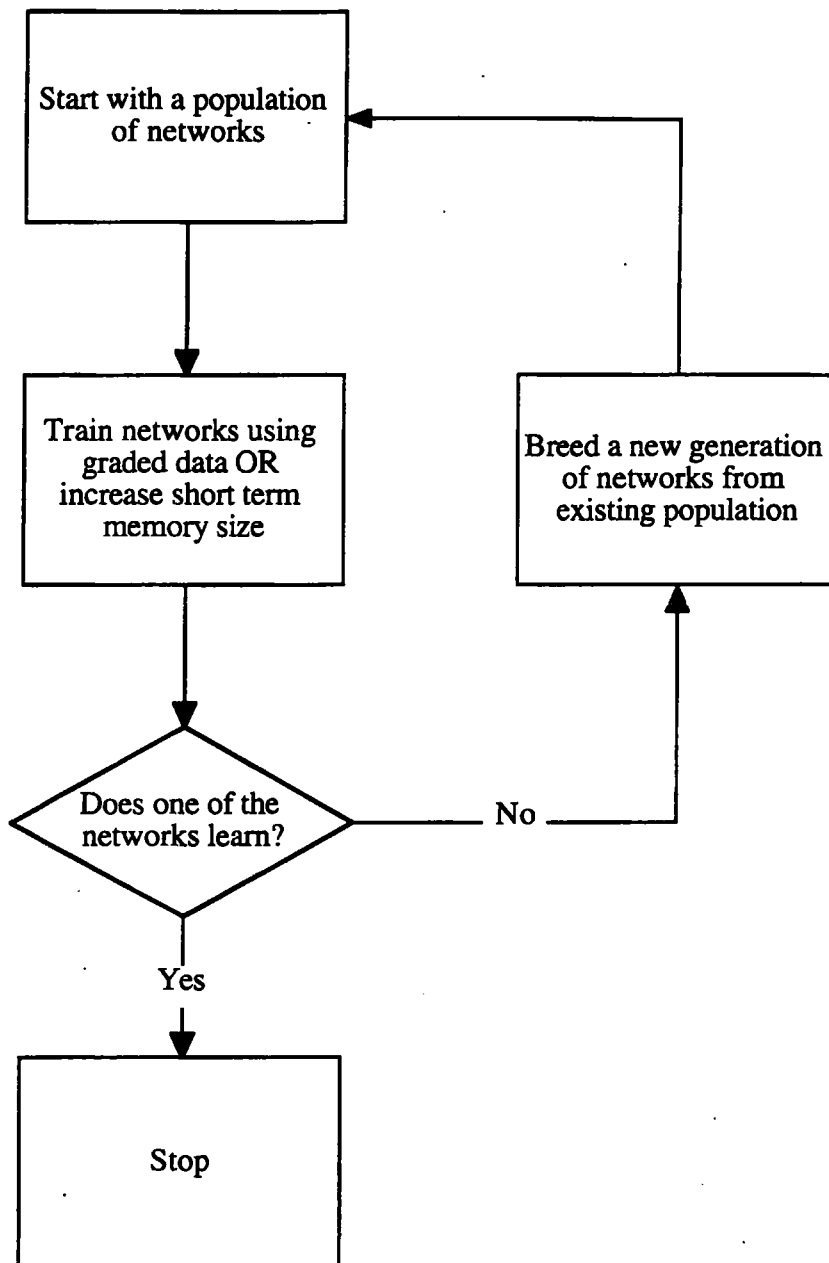 Start with a population
of networks
Train networks using
graded data OR
increase short term
memory size
Breed a new generation
of networks from
existing population
Does one of the
networks learn?
No
Yes
Stop